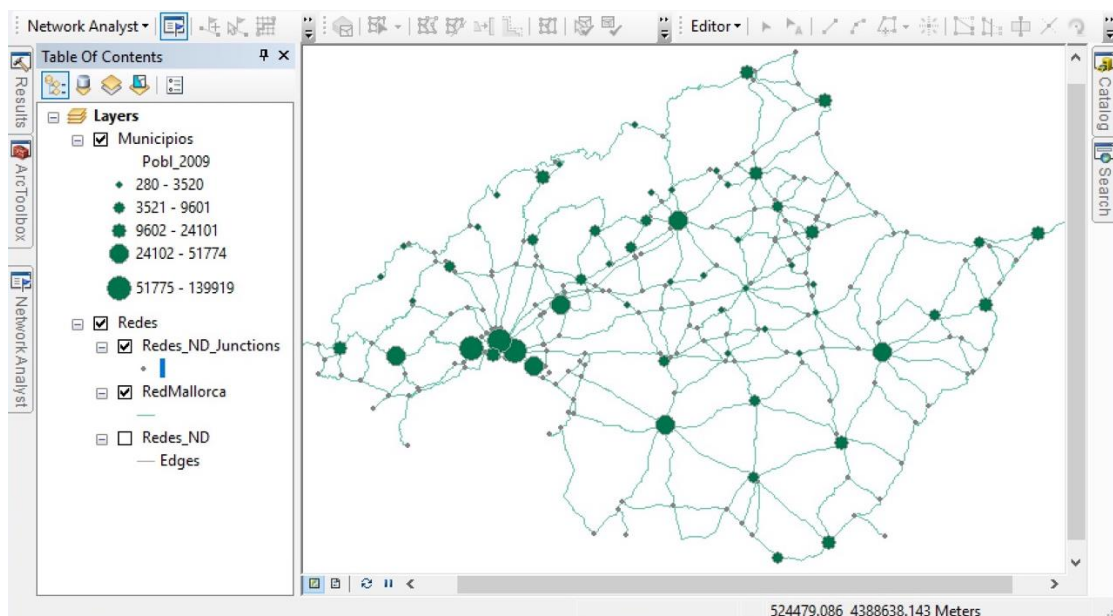 Network Analyst
Editor
Table Of Contents
Results
ArcToolbox
Network Analyst
Layers
Municipios
Pobl_2009
280 - 3520
3521 - 9601
9602 - 24101
24102 - 51774
51775 - 139919
Redes
Redes_ND_Junctions
RedMallorca
Redes_ND
Edges
Catalog
Search
524479.086 4388638.143 Meters